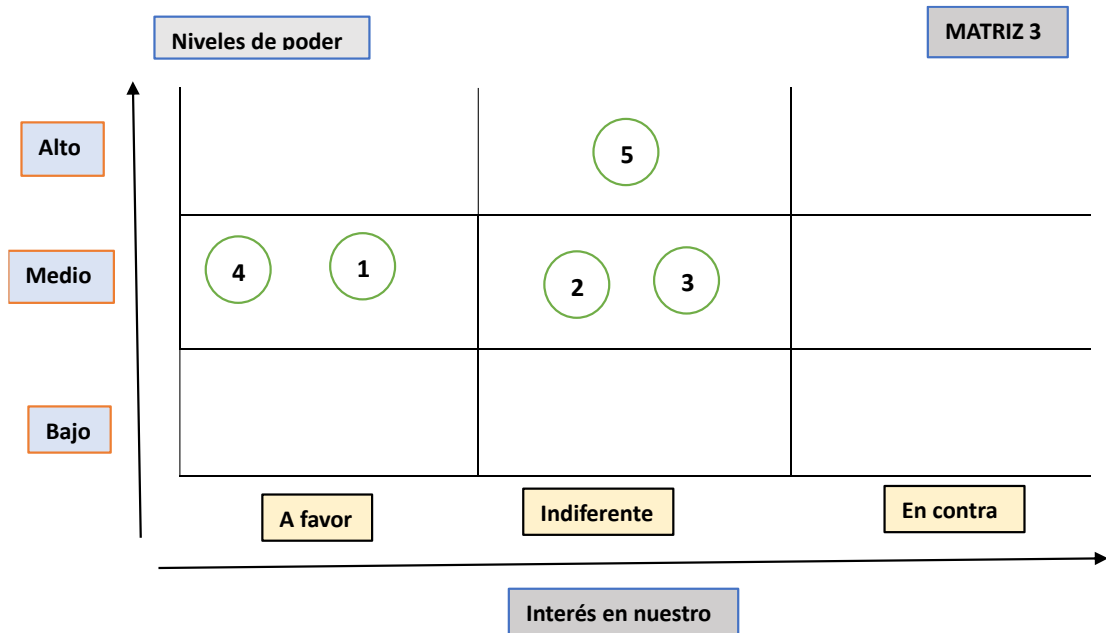 Niveles de poder
MATRIZ 3
Alto
5
Medio
4
1
2
3
Bajo
A favor
Indiferente
En contra
Interés en nuestro